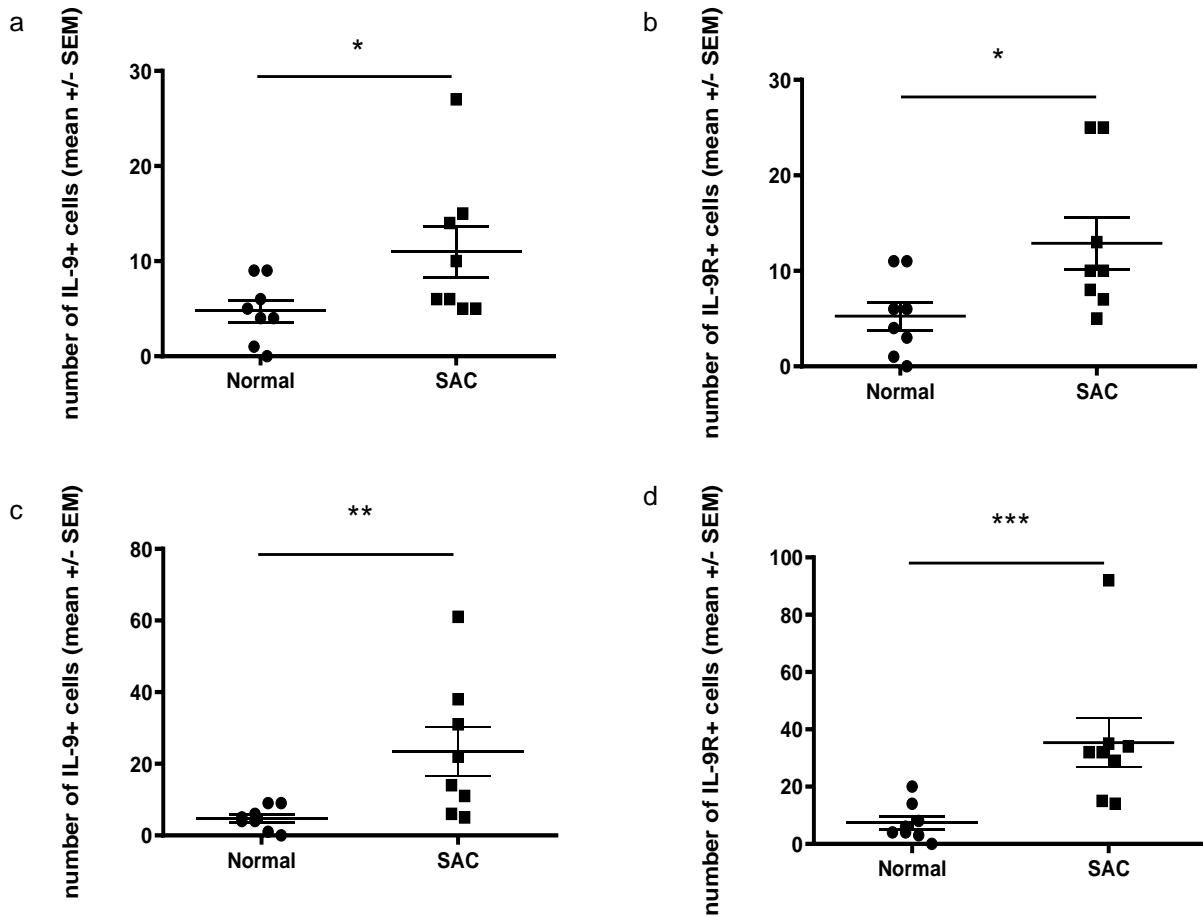 a
number of IL-9+ cells (mean +/- SEM)
*
30
20
10
0
Normal SAC
b
number of IL-9R+ cells (mean +/- SEM)
*
30
20
10
0
Normal SAC
c
number of IL-9+ cells (mean +/- SEM)
**
80
60
40
20
0
Normal SAC
d
number of IL-9R+ cells (mean +/- SEM)
***
100
80
60
40
20
0
Normal SAC